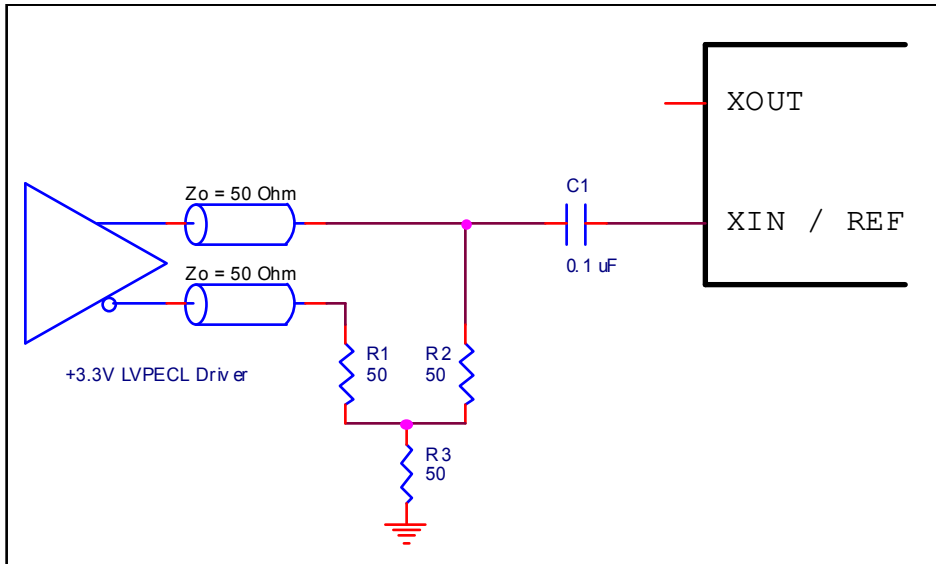 XOUT
Zo = 50 Ohm
C1
XIN / REF
0.1 uF
Zo = 50 Ohm
R1
50
R2
50
+3.3V LVPECL Driver
R3
50